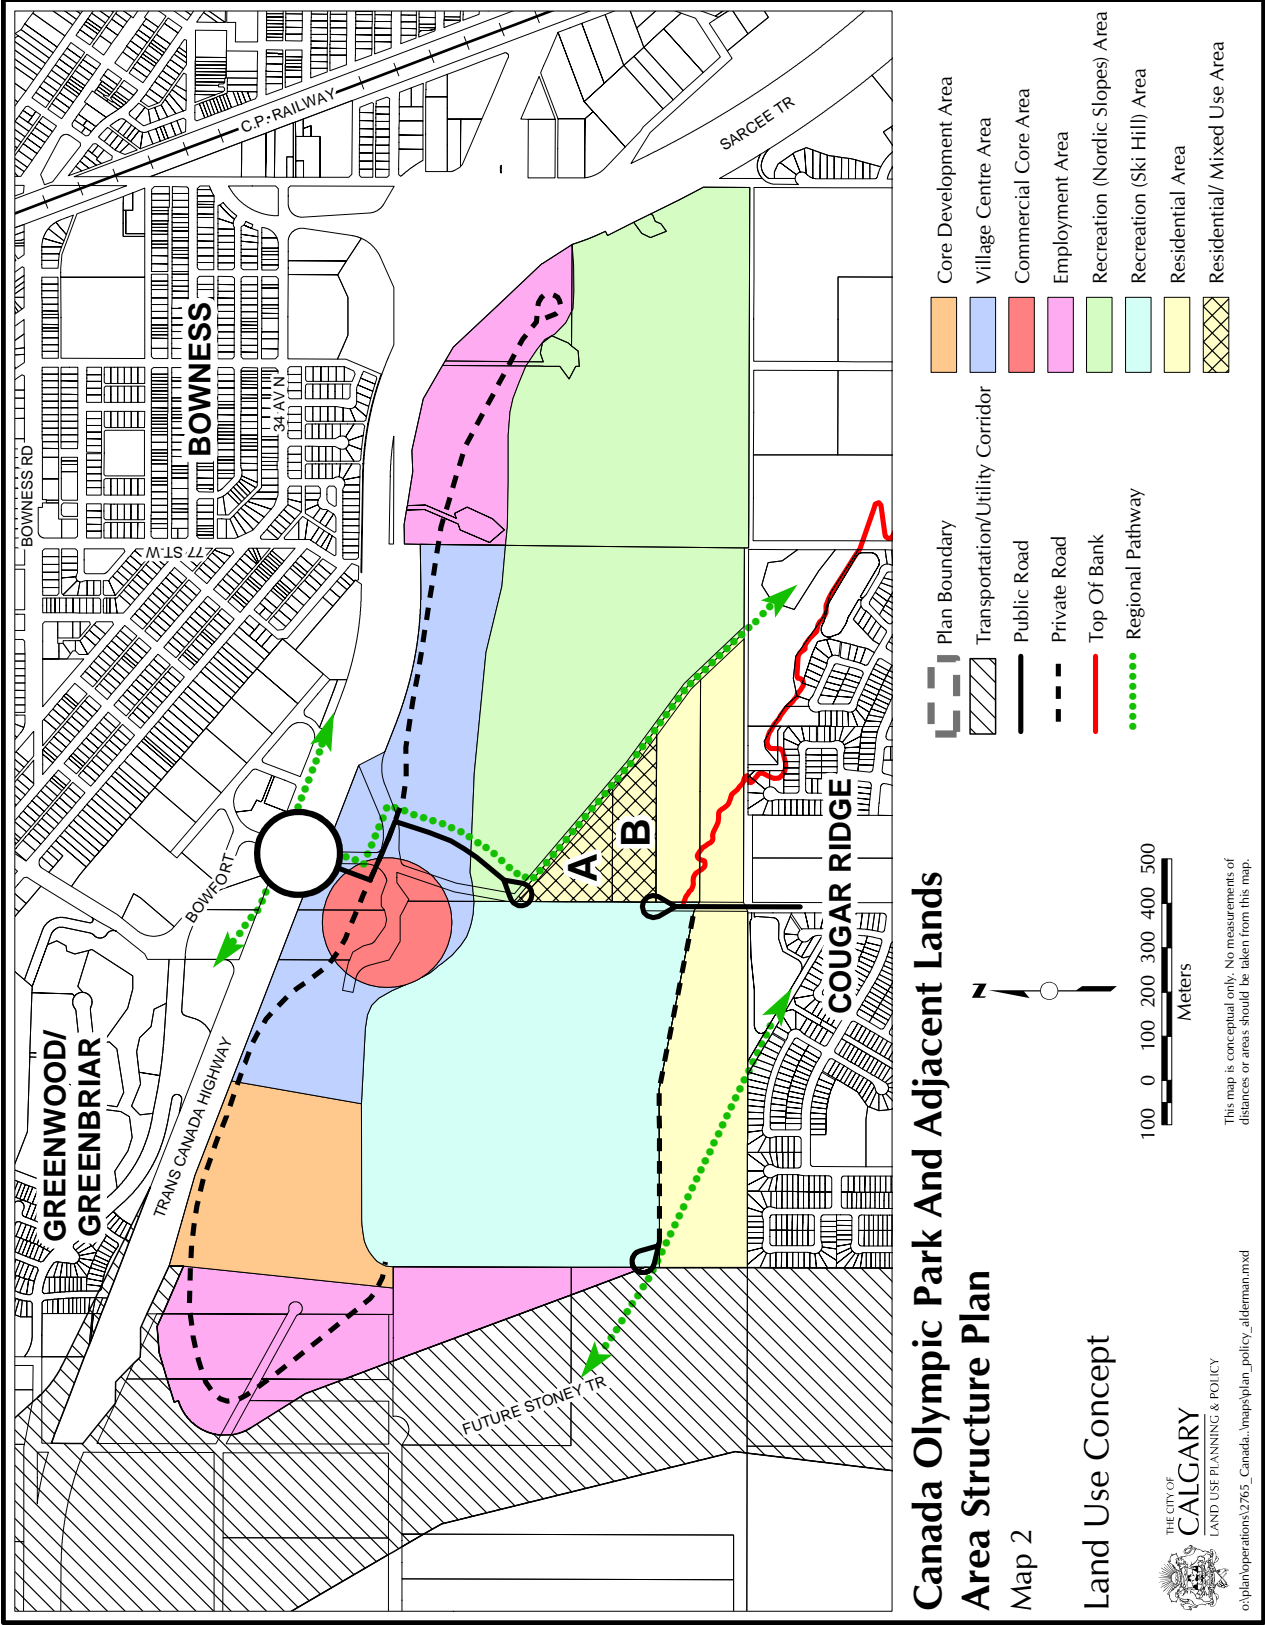 C.P. RAILWAY
SARCEE TR
BOWNESS RD
BOWNESS
34 AV N
77 ST W
BOWFORT
GREENWOOD/
GREENBRIAR
TRANS CANADA HIGHWAY
A
B
COUGAR RIDGE
FUTURE STONEY TR
Canada Olympic Park And Adjacent Lands
Area Structure Plan
Map 2
Land Use Concept
THE CITY OF
CALGARY
LAND USE PLANNING & POLICY
o:\plan\operations\2765_Canada..\maps\plan_policy_alderman.mxd
N
100 0 100 200 300 400 500
Meters
This map is conceptual only. No measurements of
distances or areas should be taken from this map.
Plan Boundary
Transportation/Utility Corridor
Public Road
Private Road
Top Of Bank
Regional Pathway
Core Development Area
Village Centre Area
Commercial Core Area
Employment Area
Recreation (Nordic Slopes) Area
Recreation (Ski Hill) Area
Residential Area
Residential/ Mixed Use Area